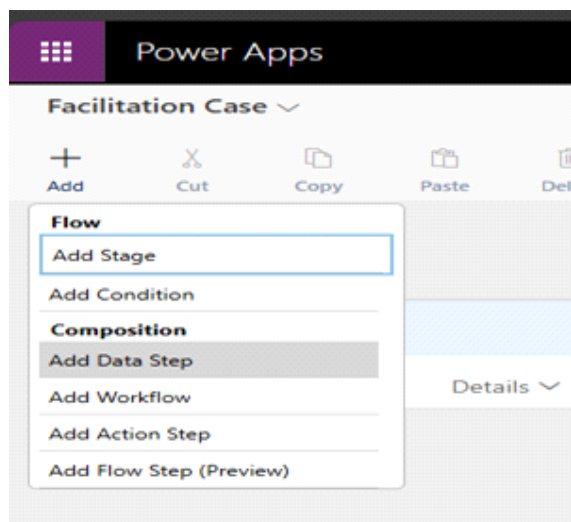 Power Apps
Facilitation Case
Add Cut Copy Paste
Flow
Add Stage
Add Condition
Composition
Add Data Step
Add Workflow
Details
Add Action Step
Add Flow Step (Preview)